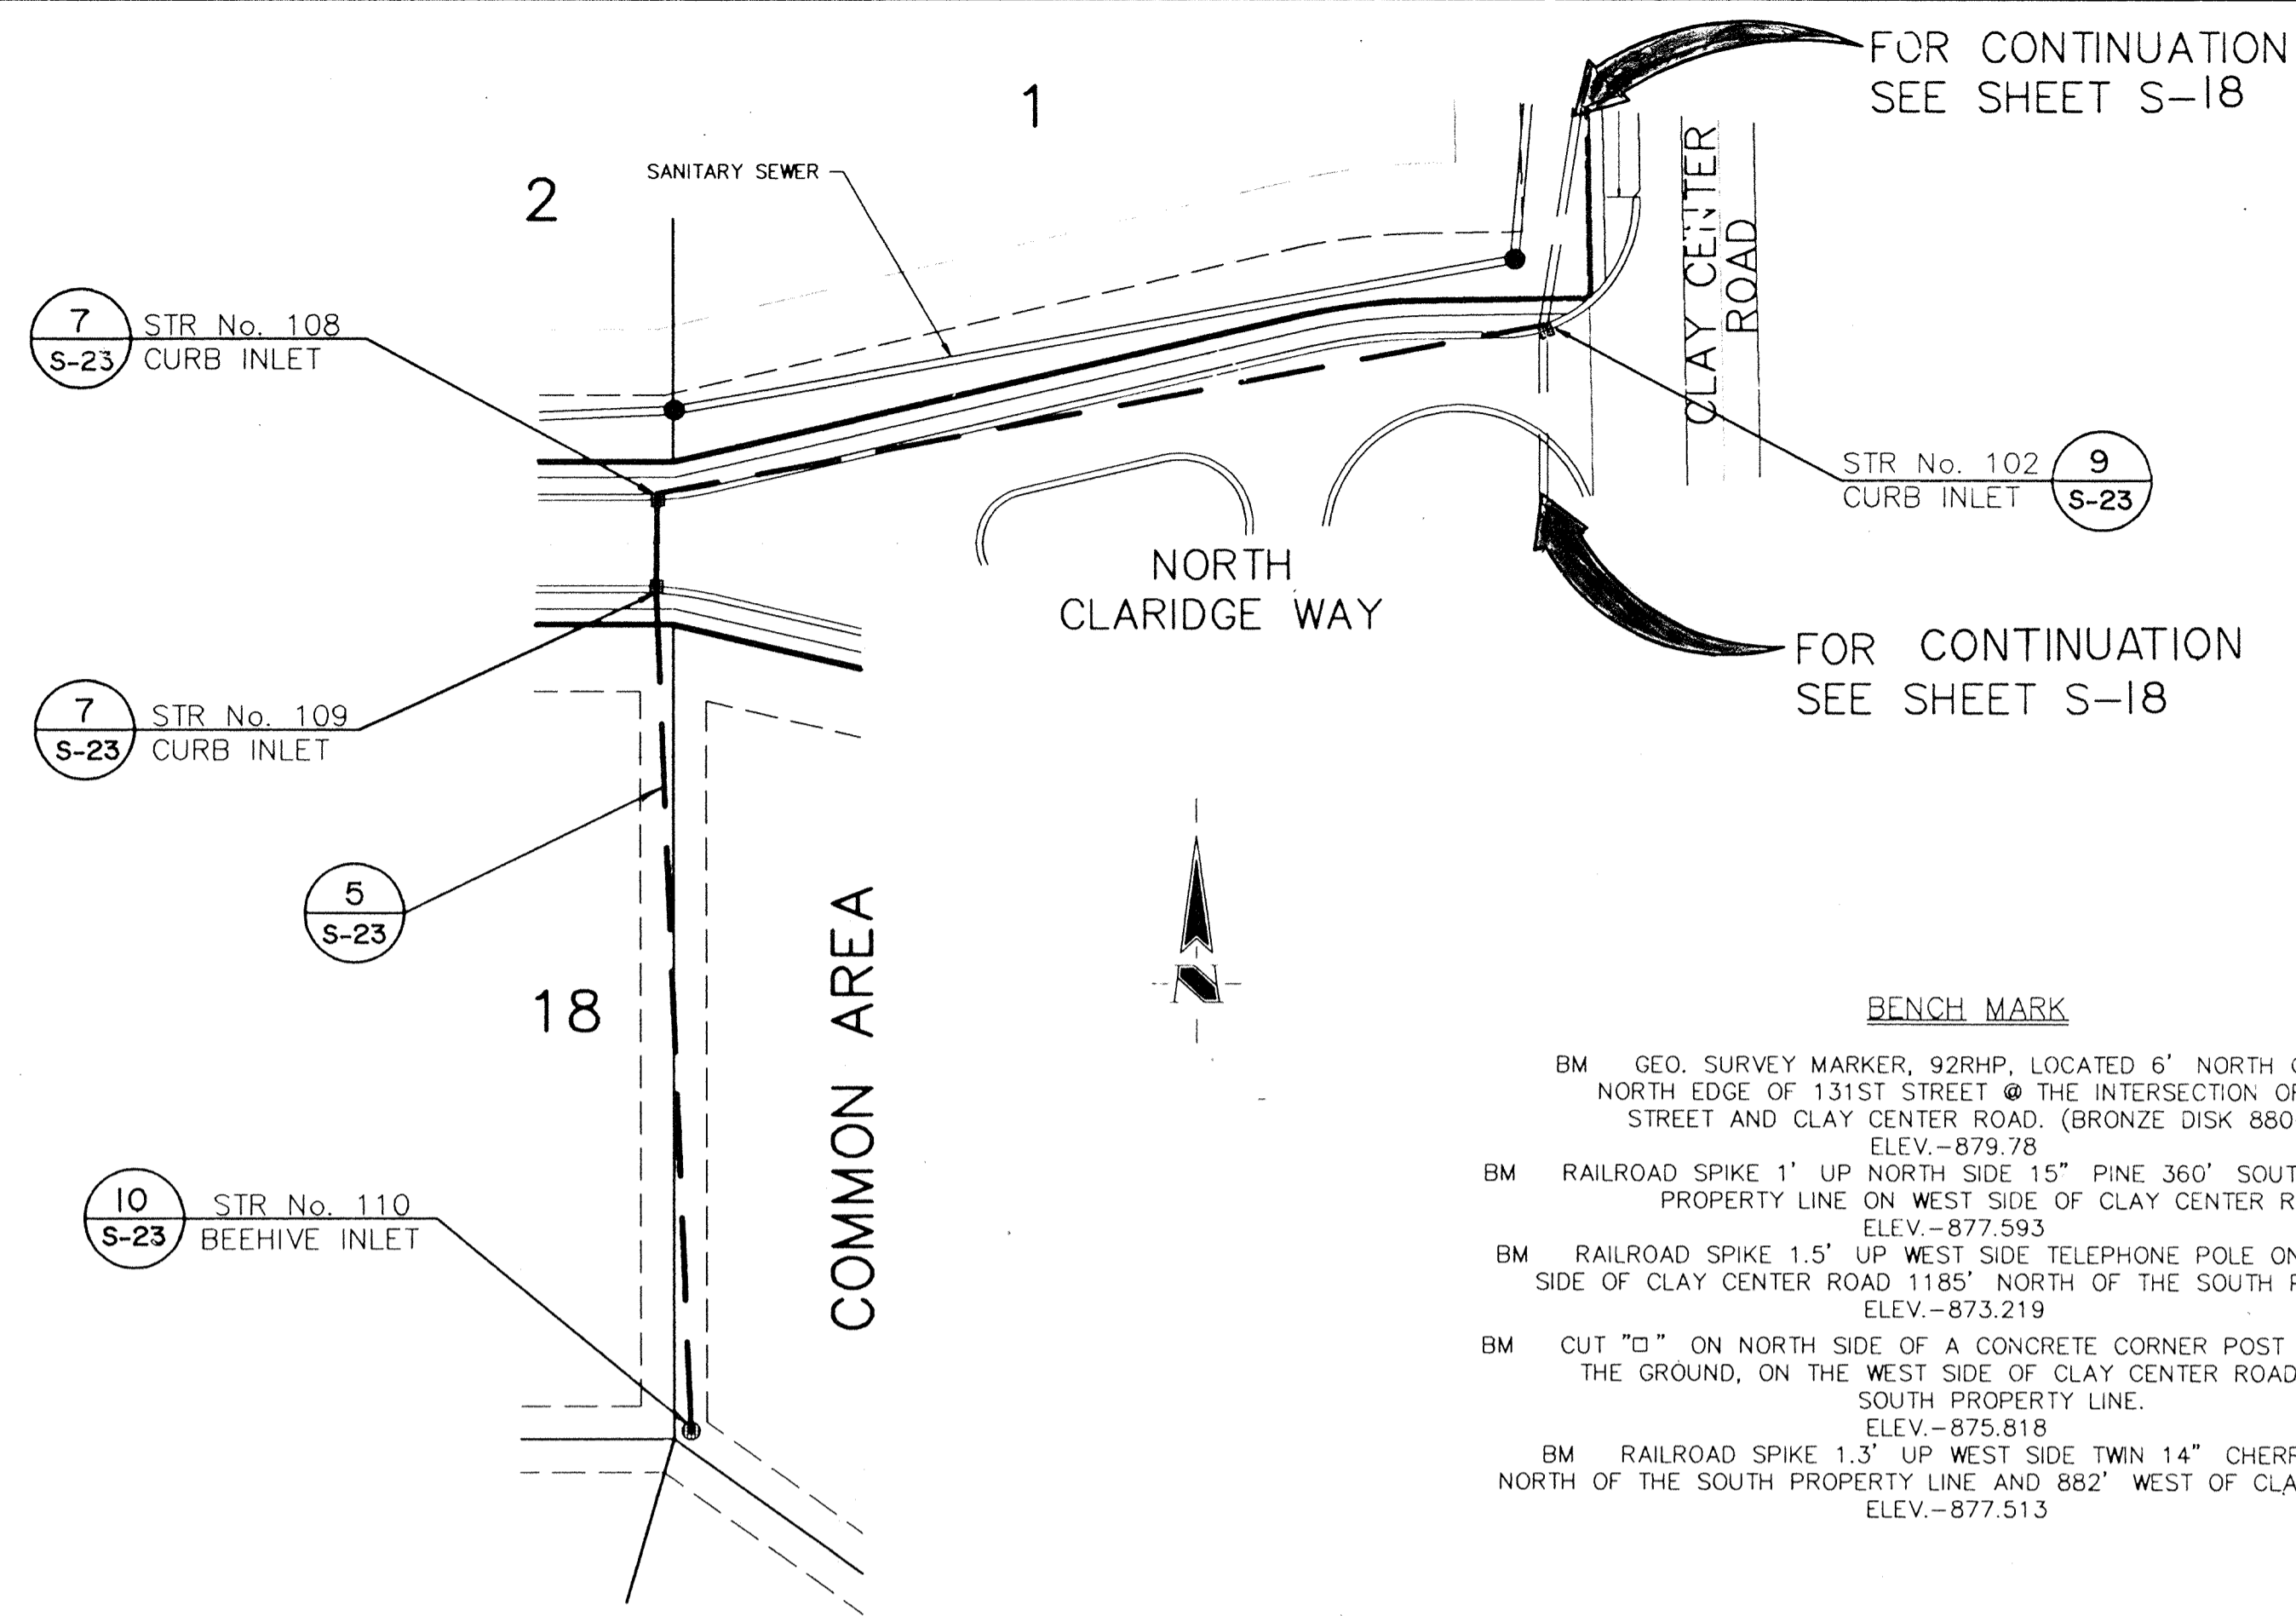 FOR CONTINUATION
SEE SHEET S-18
1
2
SANITARY SEWER
CLAY CENTER
ROAD
7
S-23
STR No. 108
CURB INLET
STR No. 102
CURB INLET
9
S-23
NORTH
CLARIDGE WAY
FOR CONTINUATION
SEE SHEET S-18
7
S-23
STR No. 109
CURB INLET
5
S-23
18
COMMON AREA
N
10
S-23
STR No. 110
BEEHIVE INLET
BENCH MARK
BM GEO. SURVEY MARKER, 92RHP, LOCATED 6' NORTH
NORTH EDGE OF 131ST STREET @ THE INTERSECTION OF
STREET AND CLAY CENTER ROAD. (BRONZE DISK 880
ELEV.-879.78
BM RAILROAD SPIKE 1' UP NORTH SIDE 15" PINE 360'
PROPERTY LINE ON WEST SIDE OF CLAY CENTER
ELEV.-877.593
BM RAILROAD SPIKE 1.5' UP WEST SIDE TELEPHONE POLE ON
SIDE OF CLAY CENTER ROAD 1185' NORTH OF THE SOUTH
ELEV.-873.219
BM CUT "□" ON NORTH SIDE OF A CONCRETE CORNER POST
THE GROUND, ON THE WEST SIDE OF CLAY CENTER ROAD
SOUTH PROPERTY LINE.
ELEV.-875.818
BM RAILROAD SPIKE 1.3' UP WEST SIDE TWIN 14"
NORTH OF THE SOUTH PROPERTY LINE AND 882' WEST OF
ELEV.-877.513